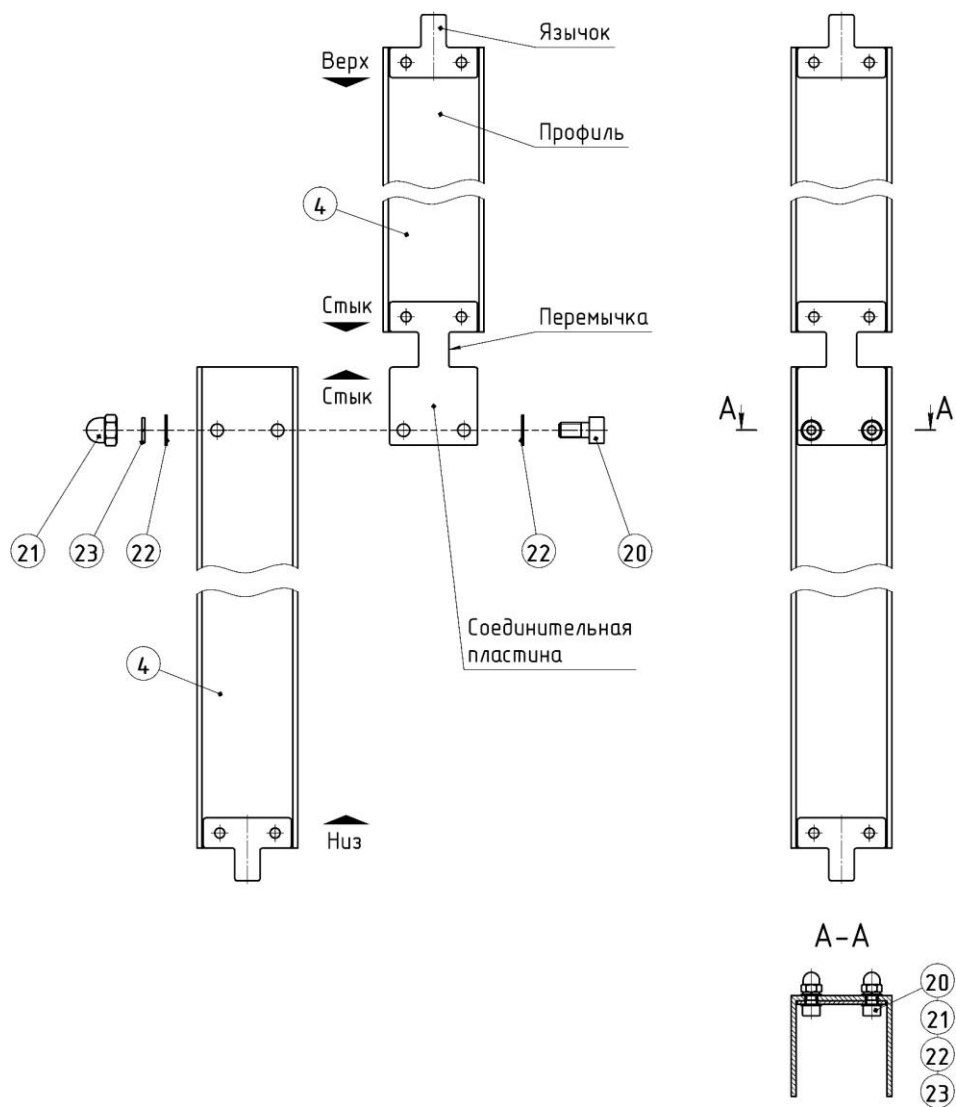 Язычок
Верх
Профиль
4
Стык
Перемычка
Стык
А А
21 23 22 22 20
Соединительная
пластина
4
Низ
А-А
20
21
22
23